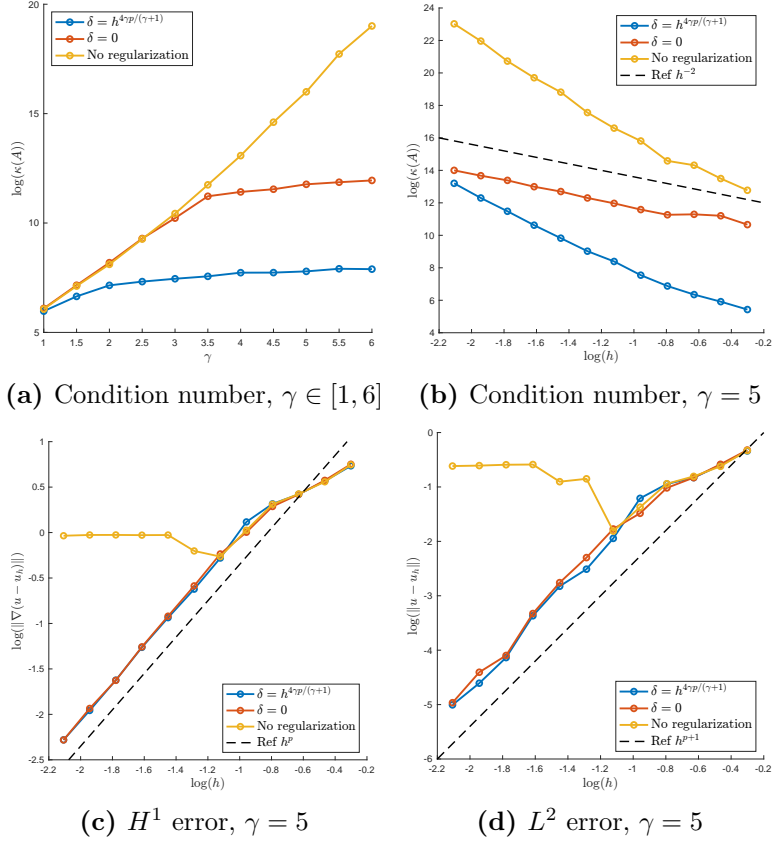 20
15
10
5
log(κ(A))
δ = h^{4γp/(γ+1)}
δ = 0
No regularization
1 1.5 2 2.5 3 3.5 4 4.5 5 5.5 6
γ
(a) Condition number, γ ∈ [1, 6]
24
22
20
18
16
14
12
10
8
6
4
log(κ(A))
δ = h^{4γp/(γ+1)}
δ = 0
No regularization
Ref h^{-2}
-2.2 -2 -1.8 -1.6 -1.4 -1.2 -1 -0.8 -0.6 -0.4 -0.2
log(h)
(b) Condition number, γ = 5
1
0.5
0
-0.5
-1
-1.5
-2
-2.5
log(‖∇(u − u_h)‖)
δ = h^{4γp/(γ+1)}
δ = 0
No regularization
Ref h^p
-2.2 -2 -1.8 -1.6 -1.4 -1.2 -1 -0.8 -0.6 -0.4 -0.2
log(h)
(c) H^1 error, γ = 5
0
-1
-2
-3
-4
-5
-6
log(‖u − u_h‖)
δ = h^{4γp/(γ+1)}
δ = 0
No regularization
Ref h^{p+1}
-2.2 -2 -1.8 -1.6 -1.4 -1.2 -1 -0.8 -0.6 -0.4 -0.2
log(h)
(d) L^2 error, γ = 5